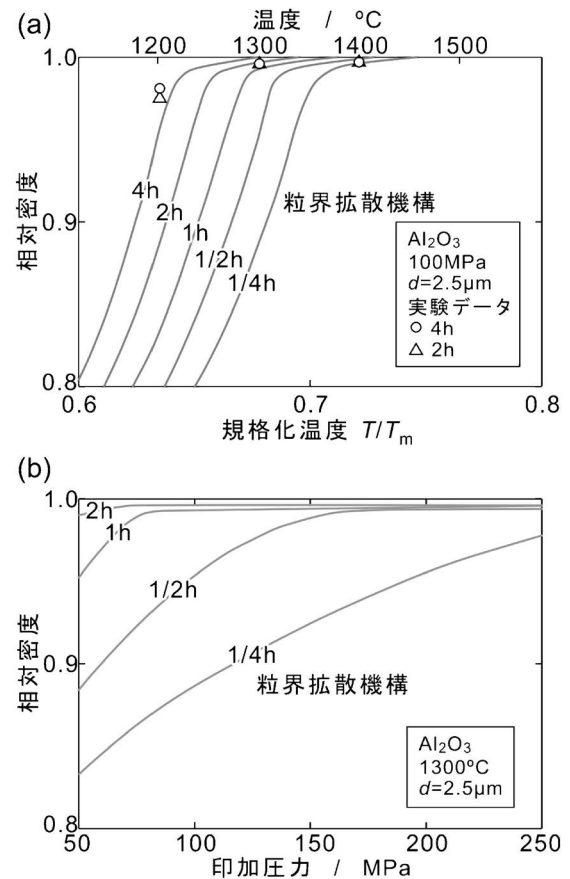 (a)
温度 / ºC
1200 1300 1400 1500
1.0
0.9
0.8
相対密度
4h
2h
1h
1/2h
1/4h
粒界拡散機構
Al₂O₃
100MPa
d=2.5µm
実験データ
○ 4h
△ 2h
0.6 0.7 0.8
規格化温度 T/Tₘ
(b)
1.0
0.9
0.8
相対密度
2h
1h
1/2h
1/4h
粒界拡散機構
Al₂O₃
1300ºC
d=2.5µm
50 100 150 200 250
印加圧力 / MPa